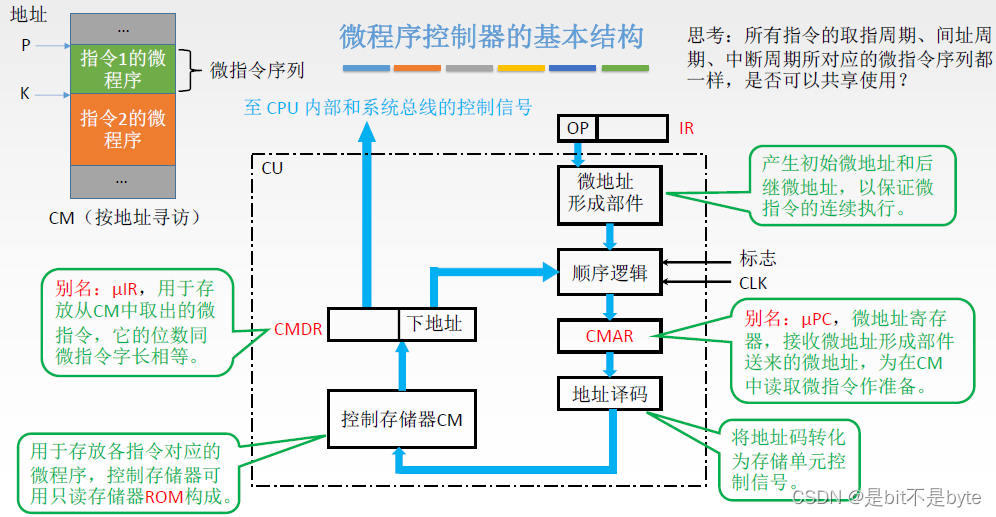 地址
P
K
…
指令1的微
程序
指令2的微
程序
…
微指令序列
CM（按地址寻访）
微程序控制器的基本结构
思考：所有指令的取指周期、间址周
期、中断周期所对应的微指令序列都
一样，是否可以共享使用？
至 CPU 内部和系统总线的控制信号
OP
IR
CU
微地址
形成部件
产生初始微地址和后
继微地址，以保证微
指令的连续执行。
顺序逻辑
标志
CLK
别名：μIR，用于存
放从CM中取出的微
指令，它的位数同
微指令字长相等。
CMDR
下地址
CMAR
别名：μPC，微地址寄存
器，接收微地址形成部件
送来的微地址，为在CM
中读取微指令作准备。
地址译码
控制存储器CM
用于存放各指令对应的
微程序，控制存储器可
用只读存储器ROM构成。
将地址码转化
为存储单元控
制信号。
CSDN @是bit不是byte